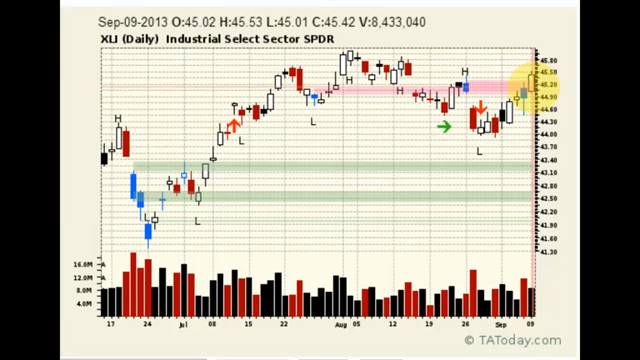 Sep-09-2013 O:45.02 H:45.53 L:45.01 C:45.42 V:8,433,040
XLI (Daily) Industrial Select Sector SPDR
45.80
H
H
45.50
H
H
45.20
44.90
44.60
H
L
44.30
L
44.00
L
43.70
43.40
43.10
42.80
42.50
L
L
42.20
41.90
41.60
41.30
16.0M A
12.0M A
8.0M
4.0M
17 24 Jul 08 15 22 Aug 05 12 19 26 Sep 09
© TAToday.com